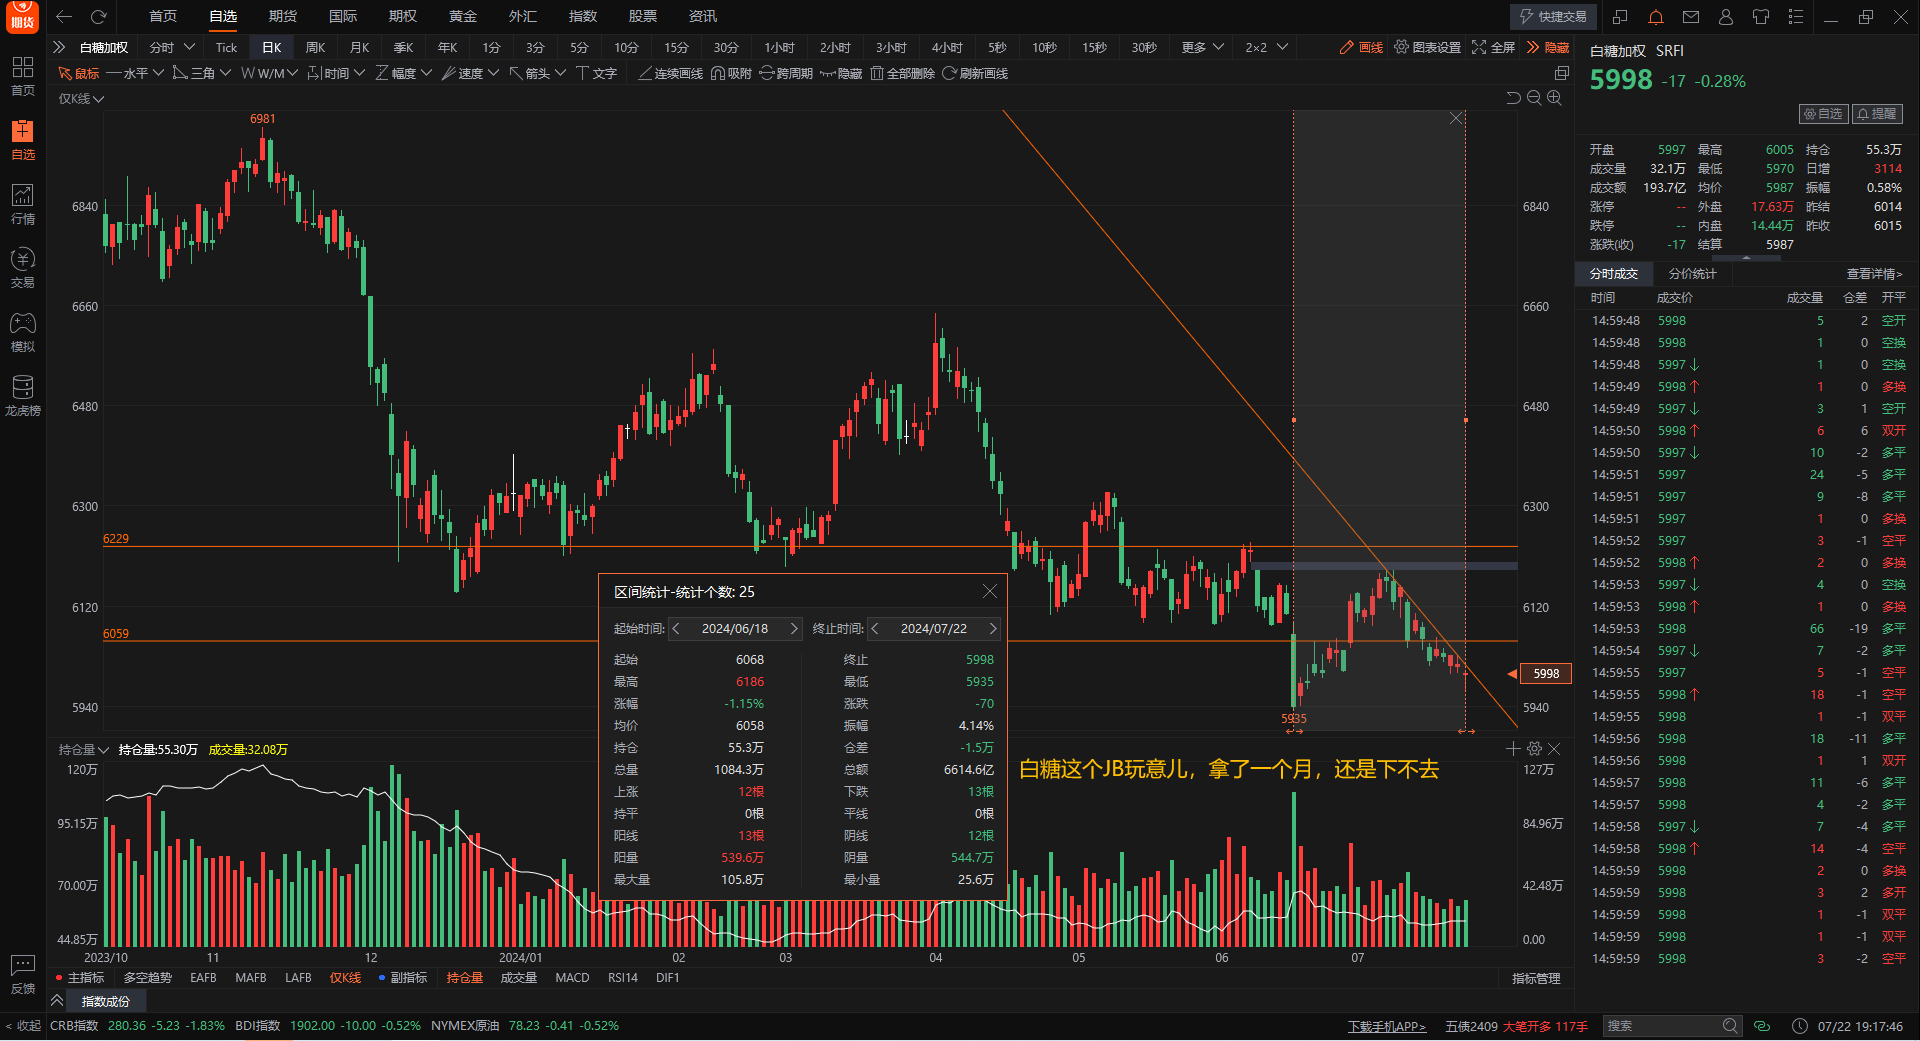 期货 首页 自选 期货 国际 期权 黄金 外汇 指数 股票 资讯 快捷交易
白糖加权 分时 Tick 日K 周K 月K 季K 年K 1分 3分 5分 10分 15分 30分 1小时 2小时 3小时 4小时 5秒 10秒 15秒 30秒 更多 2×2 画线 图表设置 全屏 隐藏
鼠标 水平 三角 W/M 时间 幅度 速度 箭头 文字 连续画线 吸附 跨周期 隐藏 全部删除 刷新画线
首页
自选
行情
交易
模拟
龙虎榜
反馈
< 收起
仅K线
6981
6840
6660
6480
6300
6229
6120
6059
5940
6840
6660
6480
6300
6120
5998
5940
5935
区间统计-统计个数: 25
起始时间: 2024/06/18 终止时间: 2024/07/22
起始 6068 终止 5998
最高 6186 最低 5935
涨幅 -1.15% 涨跌 -70
均价 6058 振幅 4.14%
持仓 55.3万 仓差 -1.5万
总量 1084.3万 总额 6614.6亿
上涨 12根 下跌 13根
持平 0根 平线 0根
阳线 13根 阴线 12根
阳量 539.6万 阴量 544.7万
最大量 105.8万 最小量 25.6万
持仓量 持仓量:55.30万 成交量:32.08万
白糖这个JB玩意儿，拿了一个月，还是下不去
120万
95.15万
70.00万
44.85万
127万
84.96万
42.48万
0.00
2023/10 11 12 2024/01 02 03 04 05 06 07
主指标 多空趋势 EAFB MAFB LAFB 仅K线 副指标 持仓量 成交量 MACD RSI14 DIF1 指标管理
指数成份
CRB指数 280.36 -5.23 -1.83% BDI指数 1902.00 -10.00 -0.52% NYMEX原油 78.23 -0.41 -0.52% 下载手机APP> 五债2409 大笔开多 117手 搜索 07/22 19:17:46
白糖加权 SRFI
5998 -17 -0.28%
自选 提醒
开盘 5997 最高 6005 持仓 55.3万
成交量 32.1万 最低 5970 日增 3114
成交额 193.7亿 均价 5987 振幅 0.58%
涨停 -- 外盘 17.63万 昨结 6014
跌停 -- 内盘 14.44万 昨收 6015
涨跌(收) -17 结算 5987
分时成交 分价统计 查看详情>
时间 成交价 成交量 仓差 开平
14:59:48 5998 5 2 空开
14:59:48 5998 1 0 空换
14:59:48 5997↓ 1 0 空换
14:59:49 5998↑ 1 0 多换
14:59:49 5997↓ 3 1 空开
14:59:50 5998↑ 6 6 双开
14:59:50 5997↓ 10 -2 多平
14:59:51 5997 24 -5 多平
14:59:51 5997 9 -8 多平
14:59:51 5997 1 0 多换
14:59:52 5997 3 -1 空平
14:59:52 5998↑ 2 0 多换
14:59:53 5997↓ 4 0 空换
14:59:53 5998↑ 1 0 多换
14:59:53 5998 66 -19 多平
14:59:54 5997↓ 7 -2 多平
14:59:55 5997 5 -1 空平
14:59:55 5998↑ 18 -1 空平
14:59:55 5998 1 -1 双平
14:59:56 5998 18 -11 多平
14:59:56 5998 1 1 双开
14:59:57 5998 11 -6 多平
14:59:57 5998 4 -2 多平
14:59:58 5997↓ 7 -4 多平
14:59:58 5998↑ 14 -4 空平
14:59:59 5998 2 0 多换
14:59:59 5998 3 2 多开
14:59:59 5998 1 -1 双平
14:59:59 5998 1 -1 双平
14:59:59 5998 3 -2 空平